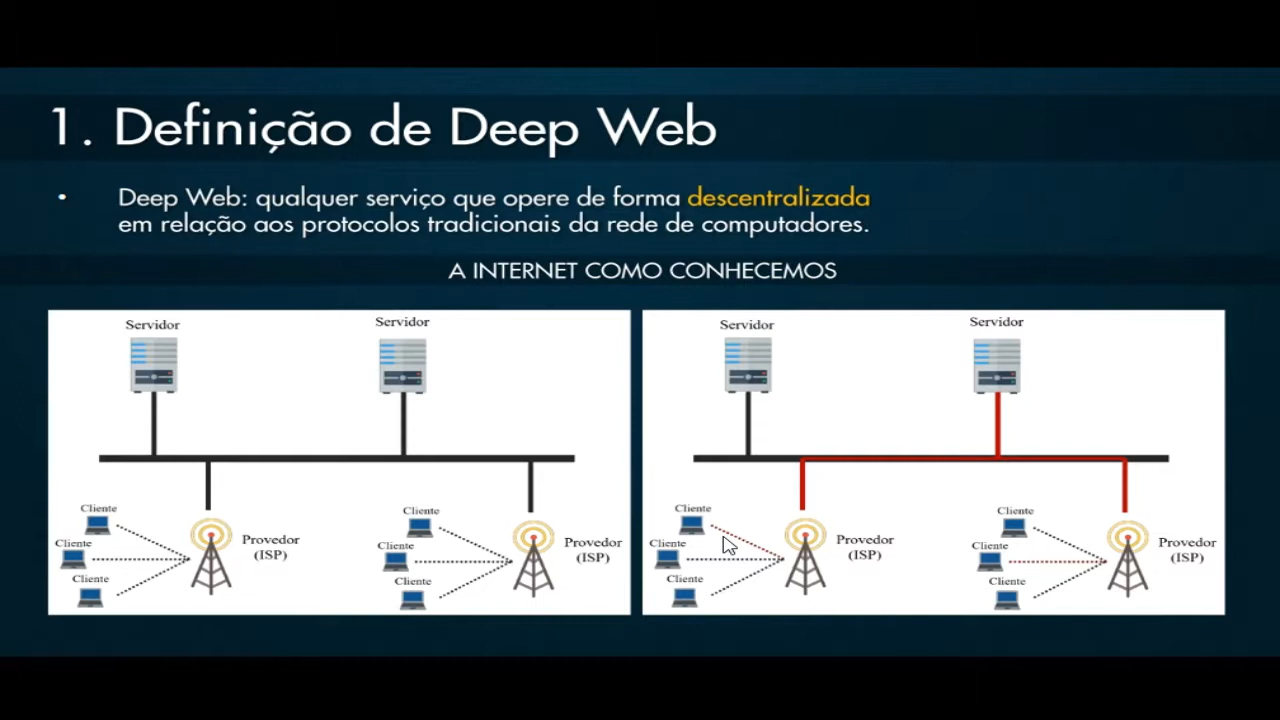 1. Definição de Deep Web
• Deep Web: qualquer serviço que opere de forma descentralizada
em relação aos protocolos tradicionais da rede de computadores.
A INTERNET COMO CONHECEMOS
Servidor
Servidor
Cliente
Cliente
Cliente
Provedor
(ISP)
Cliente
Cliente
Cliente
Provedor
(ISP)
Servidor
Servidor
Cliente
Cliente
Cliente
Provedor
(ISP)
Cliente
Cliente
Cliente
Provedor
(ISP)